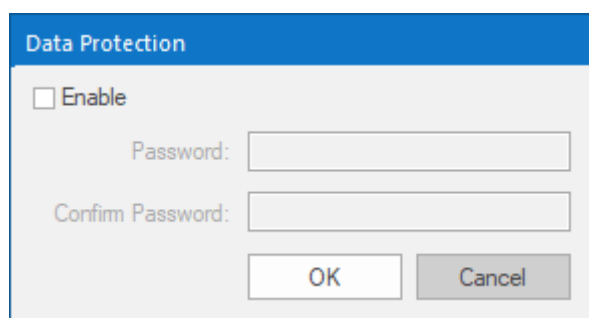 Data Protection
Enable
Password:
Confirm Password:
OK Cancel